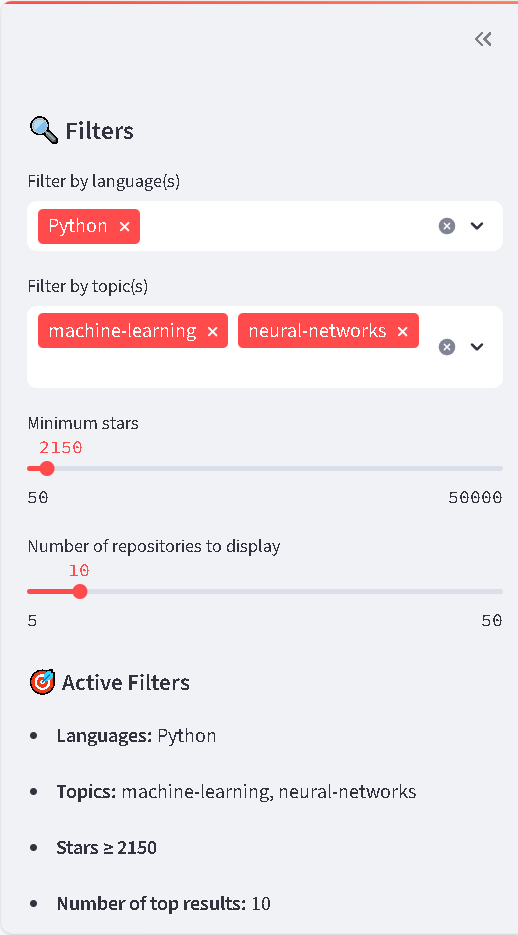 Filters
Filter by language(s)
Python ×
Filter by topic(s)
machine-learning × neural-networks ×
Minimum stars
2150
50 50000
Number of repositories to display
10
5 50
Active Filters
• Languages: Python
• Topics: machine-learning, neural-networks
• Stars ≥ 2150
• Number of top results: 10